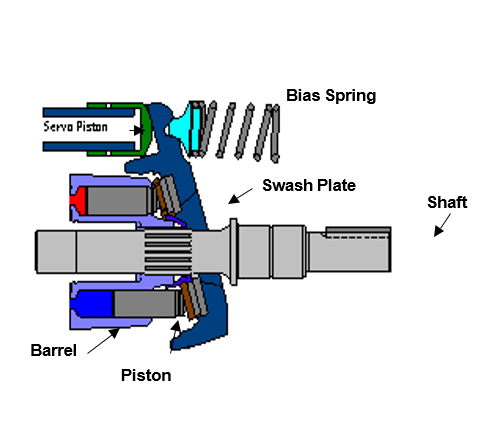 Bias Spring
Servo Piston
Swash Plate
Shaft
Barrel
Piston